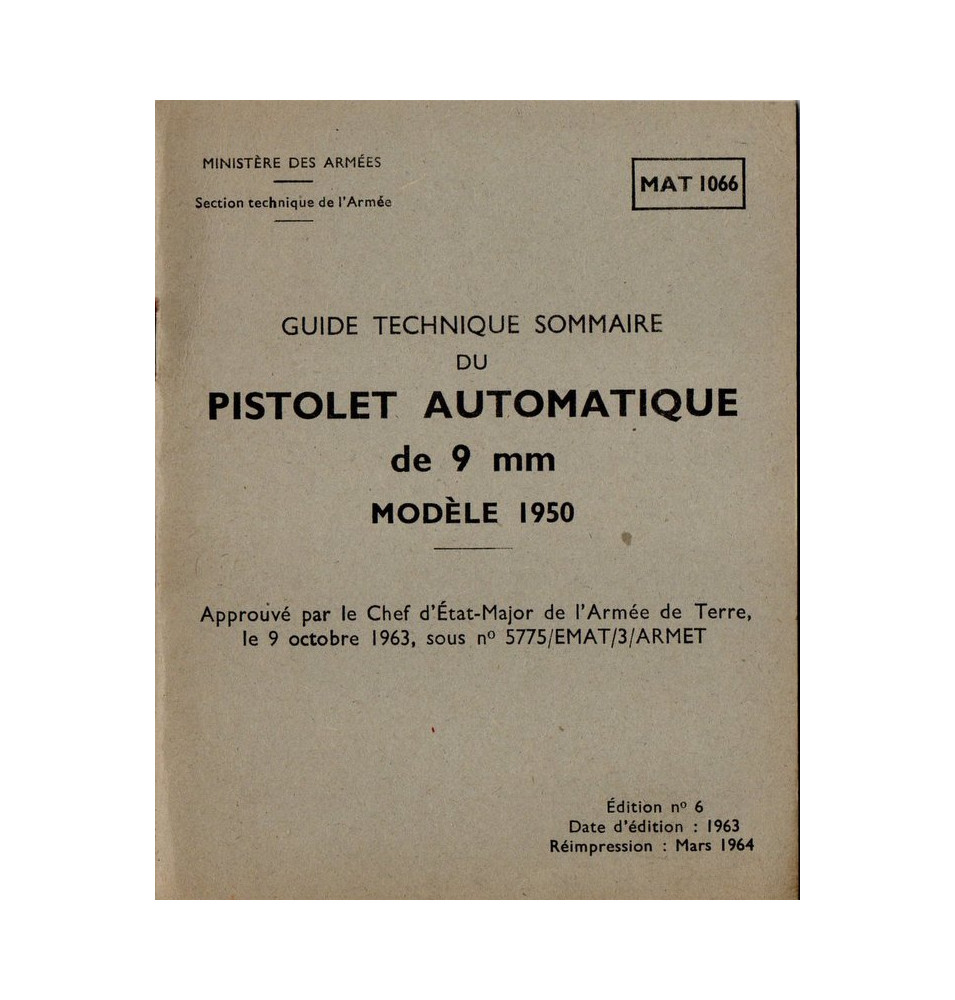 MINISTÈRE DES ARMÉES
Section technique de l'Armée
MAT 1066
GUIDE TECHNIQUE SOMMAIRE
DU
PISTOLET AUTOMATIQUE
de 9 mm
MODÈLE 1950
Approuvé par le Chef d'État-Major de l'Armée de Terre,
le 9 octobre 1963, sous nº 5775/EMAT/3/ARMET
Édition nº 6
Date d'édition : 1963
Réimpression : Mars 1964